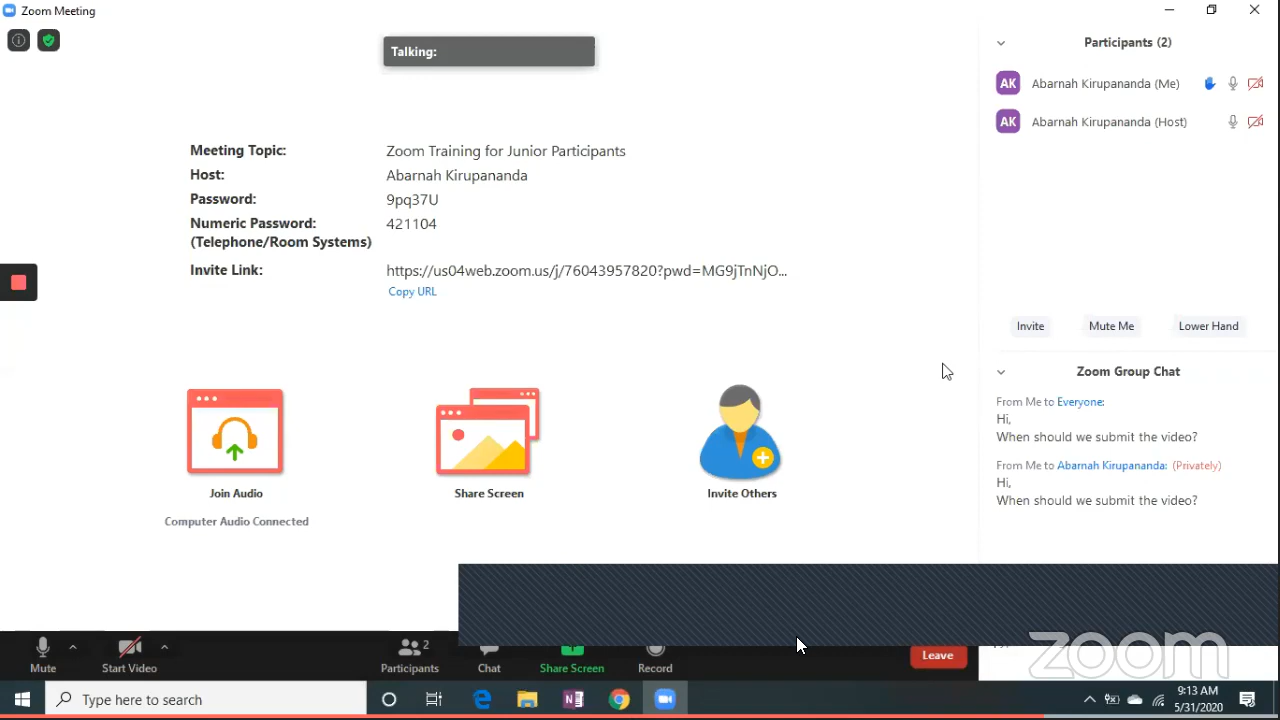 Zoom Meeting
Talking:
Participants (2)
AK Abarnah Kirupananda (Me)
AK Abarnah Kirupananda (Host)
Meeting Topic: Zoom Training for Junior Participants
Host: Abarnah Kirupananda
Password: 9pq37U
Numeric Password: 421104
(Telephone/Room Systems)
Invite Link: https://us04web.zoom.us/j/76043957820?pwd=MG9jTnNjO...
Copy URL
Invite Mute Me Lower Hand
Zoom Group Chat
From Me to Everyone:
Hi,
When should we submit the video?
From Me to Abarnah Kirupananda: (Privately)
Hi,
When should we submit the video?
Join Audio Share Screen Invite Others
Computer Audio Connected
Mute Start Video Participants 2 Chat Share Screen Record Leave
zoom
Type here to search
9:13 AM
5/31/2020